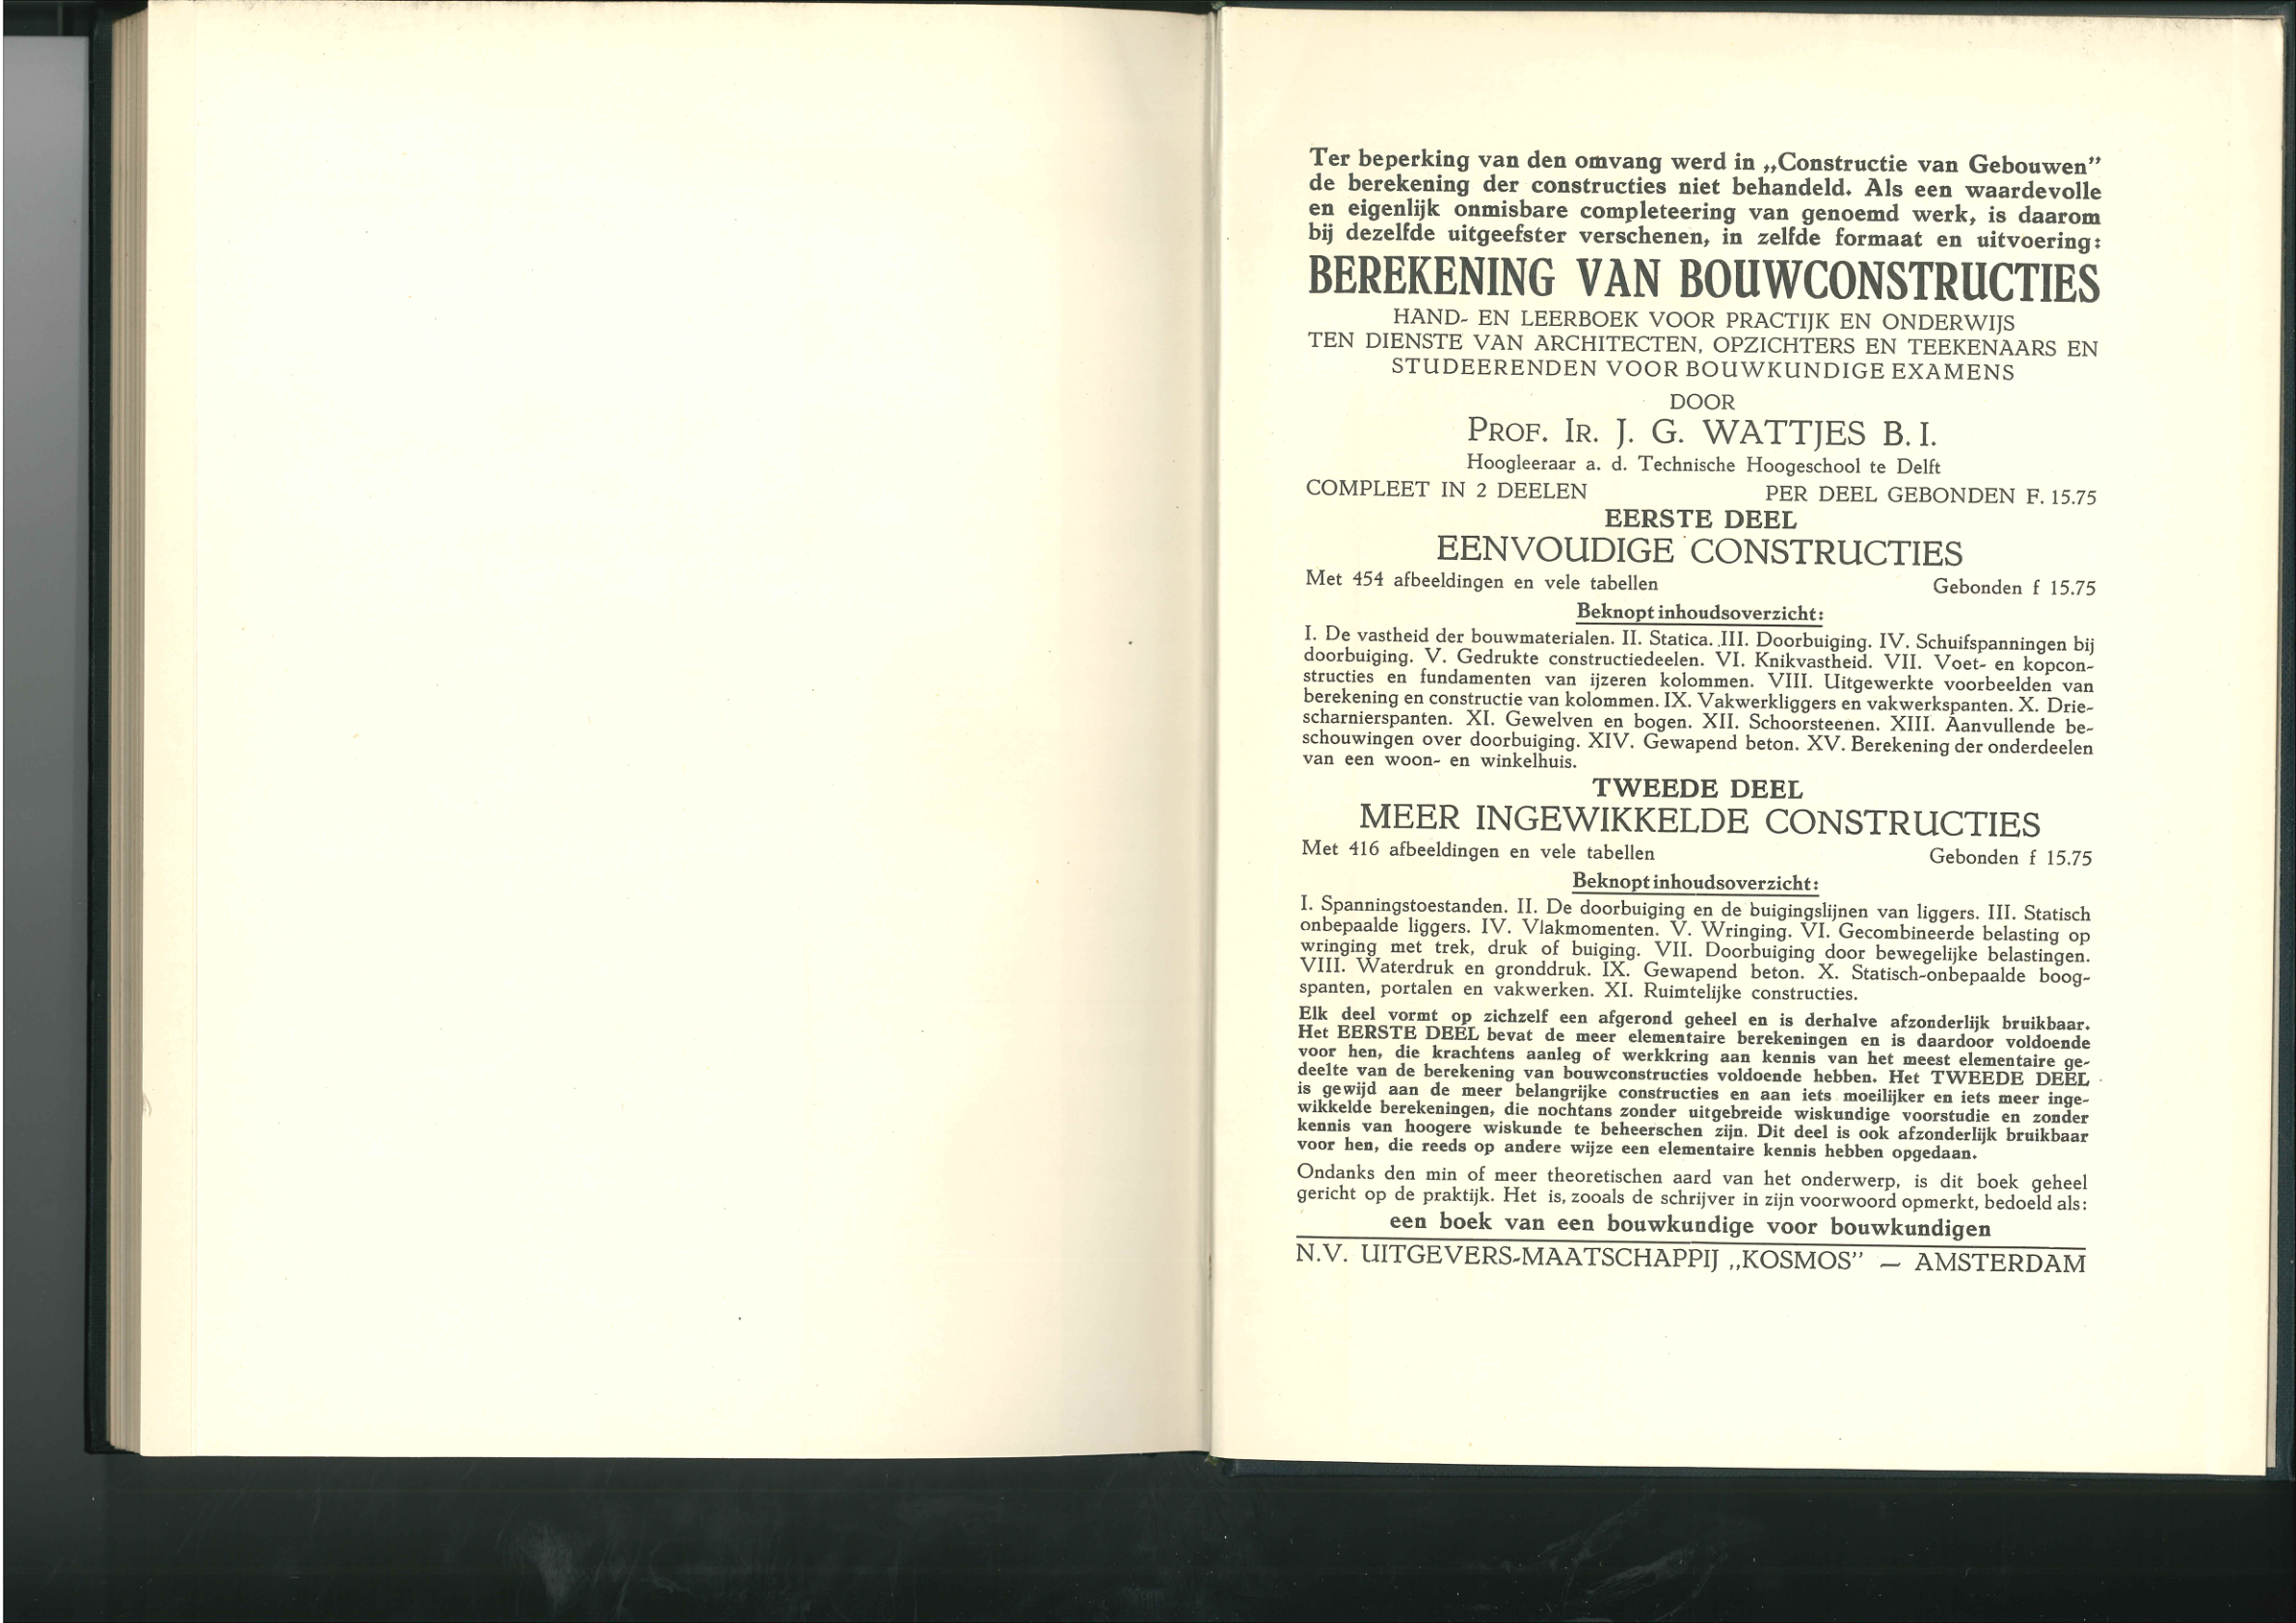 Ter beperking van den omvang werd in „Constructie van Gebouwen”
de berekening der constructies niet behandeld. Als een waardevolle
en eigenlijk onmisbare completeering van genoemd werk, is daarom
bij dezelfde uitgeefster verschenen, in zelfde formaat en uitvoering:
BEREKENING VAN BOUWCONSTRUCTIES
HAND- EN LEERBOEK VOOR PRACTIJK EN ONDERWIJS
TEN DIENSTE VAN ARCHITECTEN, OPZICHTERS EN TEEKENAARS EN
STUDEERENDEN VOOR BOUWKUNDIGE EXAMENS
DOOR
PROF. IR. J. G. WATTJES B. I.
Hoogleeraar a. d. Technische Hoogeschool te Delft
COMPLEET IN 2 DEELEN PER DEEL GEBONDEN F. 15.75
EERSTE DEEL
EENVOUDIGE CONSTRUCTIES
Met 454 afbeeldingen en vele tabellen Gebonden f 15.75
Beknopt inhoudsoverzicht:
I. De vastheid der bouwmaterialen. II. Statica. III. Doorbuiging. IV. Schuifspanningen bij
doorbuiging. V. Gedrukte constructiedeelen. VI. Knikvastheid. VII. Voet- en kopcon-
structies en fundamenten van ijzeren kolommen. VIII. Uitgewerkte voorbeelden van
berekening en constructie van kolommen. IX. Vakwerkliggers en vakwerkspanten. X. Drie-
scharnierspanten. XI. Gewelven en bogen. XII. Schoorsteenen. XIII. Aanvullende be-
schouwingen over doorbuiging. XIV. Gewapend beton. XV. Berekening der onderdeelen
van een woon- en winkelhuis.
TWEEDE DEEL
MEER INGEWIKKELDE CONSTRUCTIES
Met 416 afbeeldingen en vele tabellen Gebonden f 15.75
Beknopt inhoudsoverzicht:
I. Spanningstoestanden. II. De doorbuiging en de buigingslijnen van liggers. III. Statisch
onbepaalde liggers. IV. Vlakmomenten. V. Wringing. VI. Gecombineerde belasting op
wringing met trek, druk of buiging. VII. Doorbuiging door bewegelijke belastingen.
VIII. Waterdruk en gronddruk. IX. Gewapend beton. X. Statisch-onbepaalde boog-
spanten, portalen en vakwerken. XI. Ruimtelijke constructies.
Elk deel vormt op zichzelf een afgerond geheel en is derhalve afzonderlijk bruikbaar.
Het EERSTE DEEL bevat de meer elementaire berekeningen en is daardoor voldoende
voor hen, die krachtens aanleg of werkkring aan kennis van het meest elementaire ge-
deelte van de berekening van bouwconstructies voldoende hebben. Het TWEEDE DEEL
is gewijd aan de meer belangrijke constructies en aan iets moeilijker en iets meer inge-
wikkelde berekeningen, die nochtans zonder uitgebreide wiskundige voorstudie en zonder
kennis van hoogere wiskunde te beheerschen zijn. Dit deel is ook afzonderlijk bruikbaar
voor hen, die reeds op andere wijze een elementaire kennis hebben opgedaan.
Ondanks den min of meer theoretischen aard van het onderwerp, is dit boek geheel
gericht op de praktijk. Het is, zooals de schrijver in zijn voorwoord opmerkt, bedoeld als:
een boek van een bouwkundige voor bouwkundigen
N.V. UITGEVERS-MAATSCHAPPIJ „KOSMOS” — AMSTERDAM